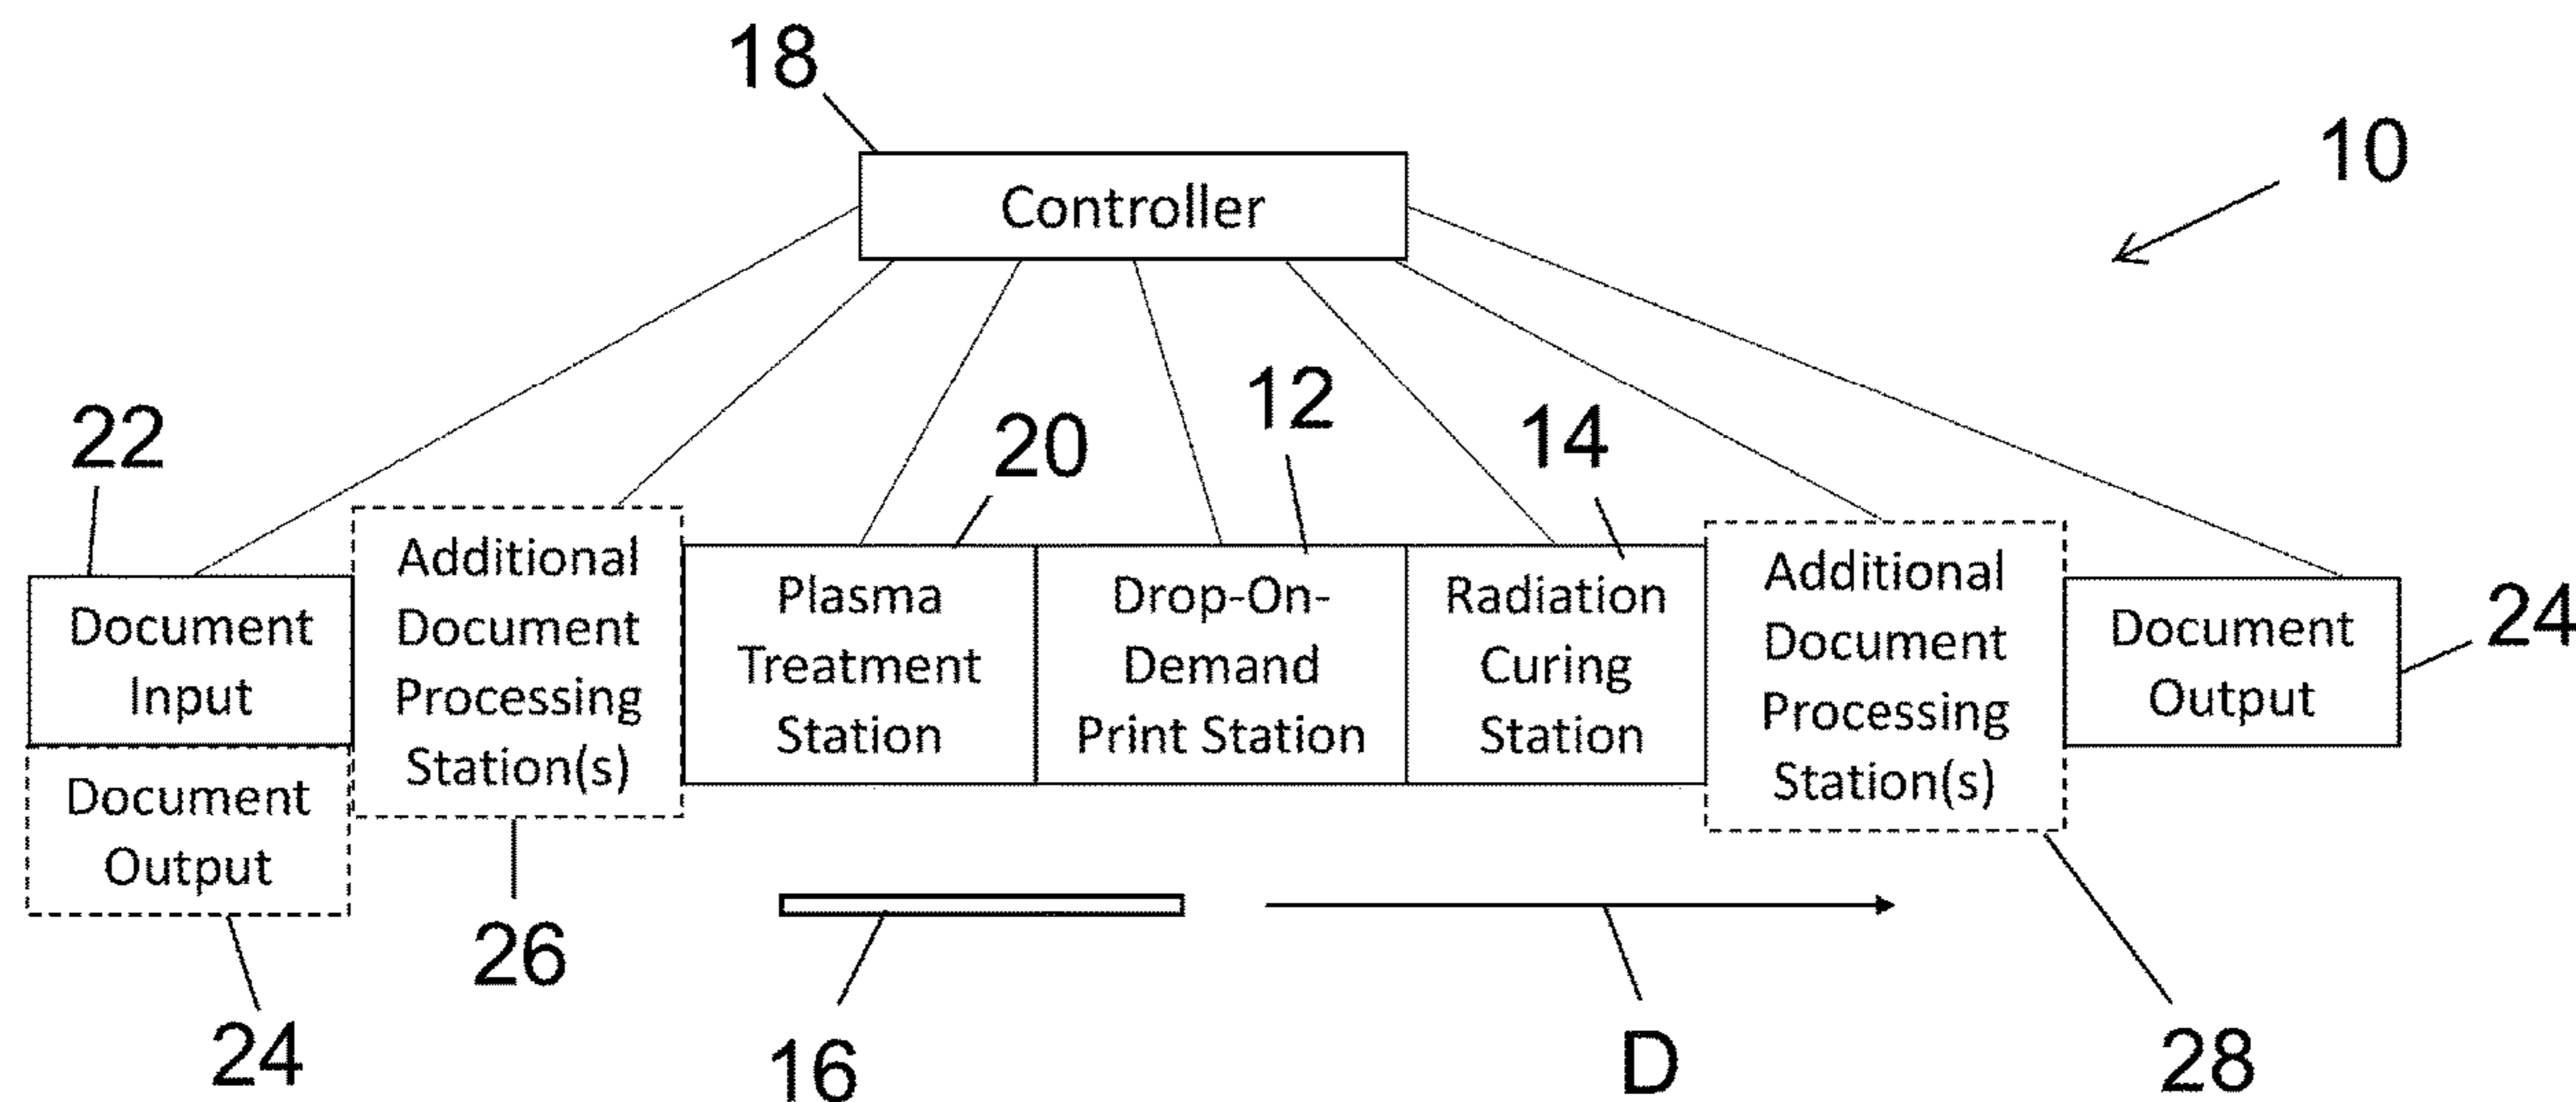 18
10
Controller
22
20
12
14
Document
Input
Additional
Document
Processing
Station(s)
Plasma
Treatment
Station
Drop-On-
Demand
Print Station
Radiation
Curing
Station
Additional
Document
Processing
Station(s)
Document
Output
24
Document
Output
24
26
16
D
28